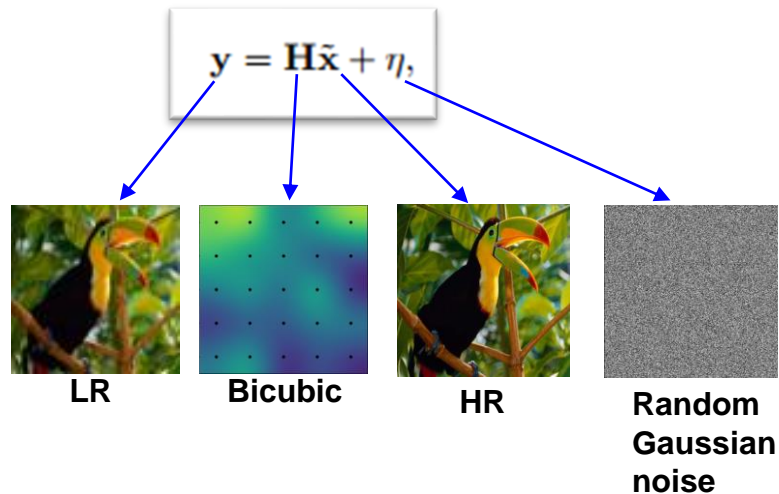 y = Hx̃ + η,
LR
Bicubic
HR
Random
Gaussian
noise